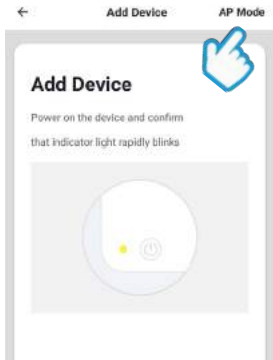 Add Device
AP Mode
Add Device
Power on the device and confirm
that indicator light rapidly blinks